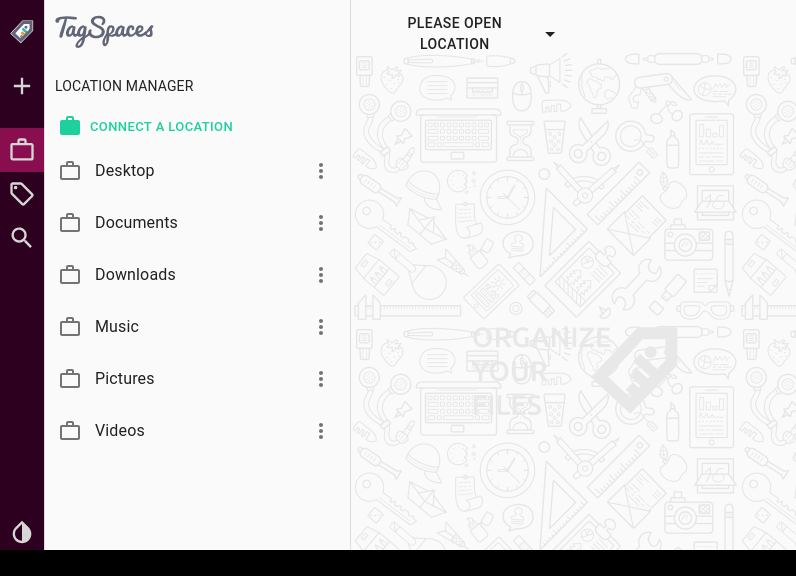 TagSpaces
LOCATION MANAGER
CONNECT A LOCATION
Desktop
Documents
Downloads
Music
Pictures
Videos
PLEASE OPEN
LOCATION
ORGANIZE
YOUR
FILES